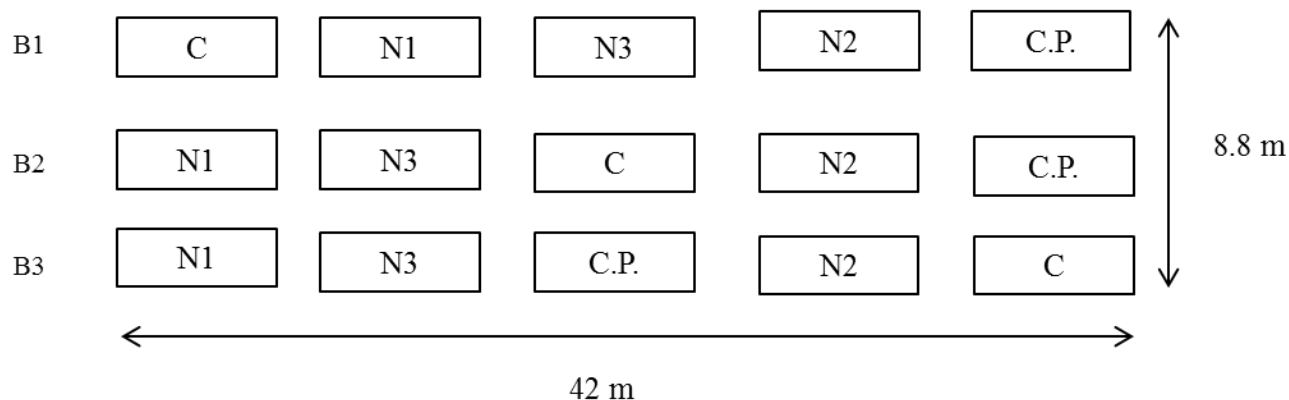 B1 C N1 N3 N2 C.P.
B2 N1 N3 C N2 C.P.
8.8 m
B3 N1 N3 C.P. N2 C
42 m